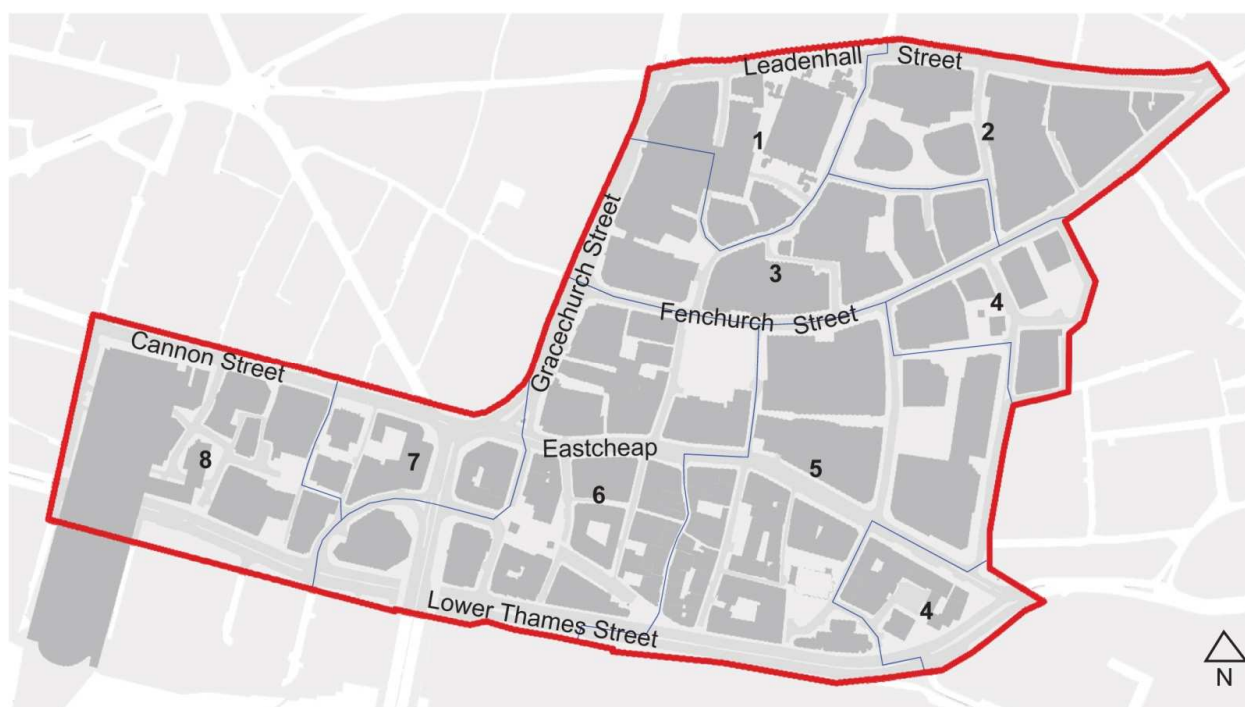 Leadenhall Street
1
2
Gracechurch Street
3
4
Fenchurch Street
Cannon Street
Eastcheap
8
7
6
5
Lower Thames Street
4
N